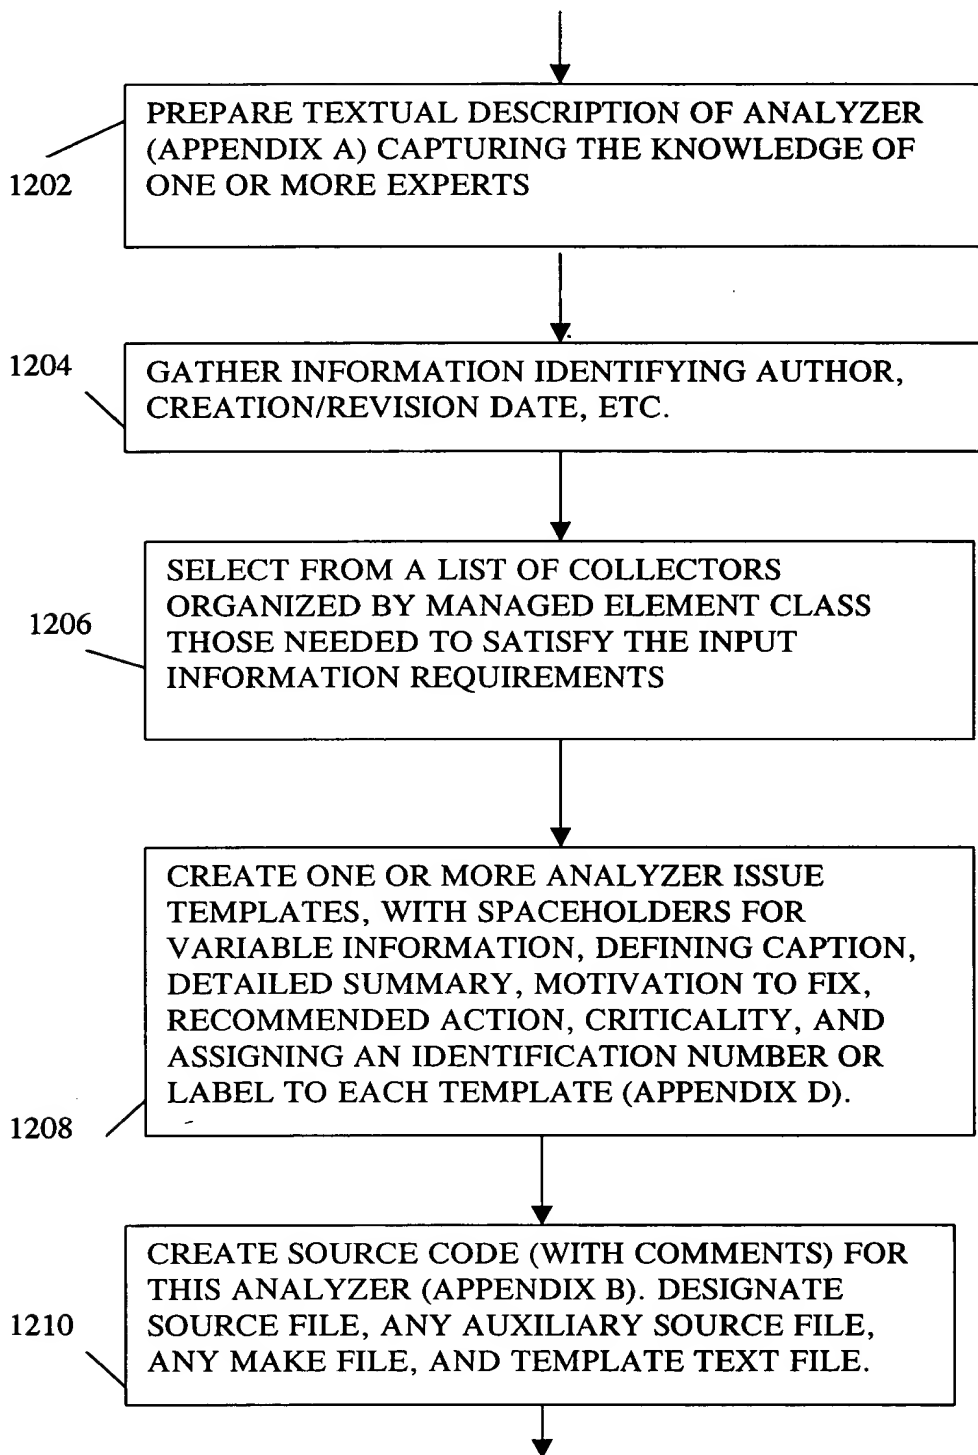 PREPARE TEXTUAL DESCRIPTION OF ANALYZER
(APPENDIX A) CAPTURING THE KNOWLEDGE OF
ONE OR MORE EXPERTS
1202
1204
GATHER INFORMATION IDENTIFYING AUTHOR,
CREATION/REVISION DATE, ETC.
1206
SELECT FROM A LIST OF COLLECTORS
ORGANIZED BY MANAGED ELEMENT CLASS
THOSE NEEDED TO SATISFY THE INPUT
INFORMATION REQUIREMENTS
CREATE ONE OR MORE ANALYZER ISSUE
TEMPLATES, WITH SPACEHOLDERS FOR
VARIABLE INFORMATION, DEFINING CAPTION,
DETAILED SUMMARY, MOTIVATION TO FIX,
RECOMMENDED ACTION, CRITICALITY, AND
ASSIGNING AN IDENTIFICATION NUMBER OR
LABEL TO EACH TEMPLATE (APPENDIX D).
1208
CREATE SOURCE CODE (WITH COMMENTS) FOR
THIS ANALYZER (APPENDIX B). DESIGNATE
SOURCE FILE, ANY AUXILIARY SOURCE FILE,
ANY MAKE FILE, AND TEMPLATE TEXT FILE.
1210